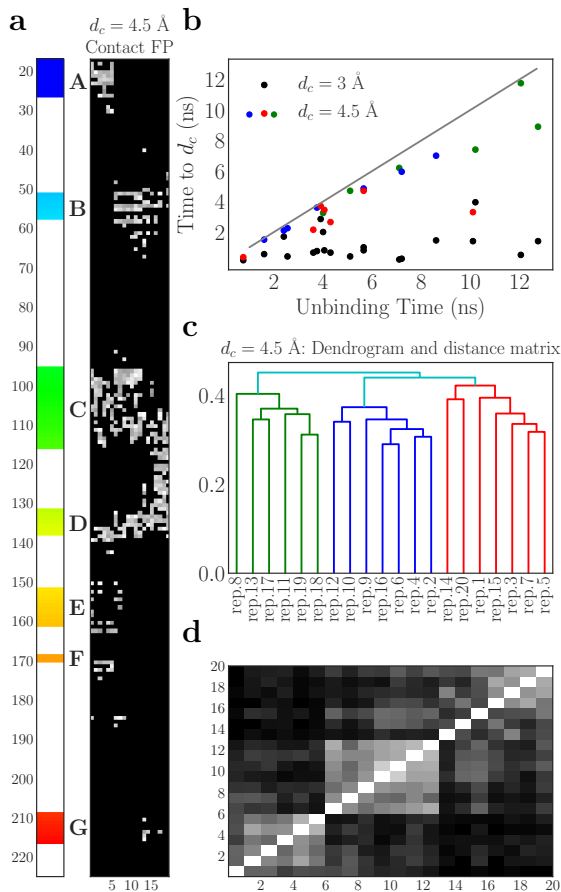 a
d_c = 4.5 Å
Contact FP
20
30
40
50
60
70
80
90
100
110
120
130
140
150
160
170
180
190
200
210
220
A
B
C
D
E
F
G
5 10 15
b
12
10
8
6
4
2
Time to d_c (ns)
d_c = 3 Å
d_c = 4.5 Å
2 4 6 8 10 12
Unbinding Time (ns)
c
d_c = 4.5 Å: Dendrogram and distance matrix
0.4
0.2
0.0
rep.8 rep.13 rep.17 rep.11 rep.19 rep.18 rep.12 rep.10 rep.9 rep.16 rep.6 rep.4 rep.2 rep.14 rep.20 rep.1 rep.15 rep.3 rep.7 rep.5
d
20
18
16
14
12
10
8
6
4
2
2 4 6 8 10 12 14 16 18 20